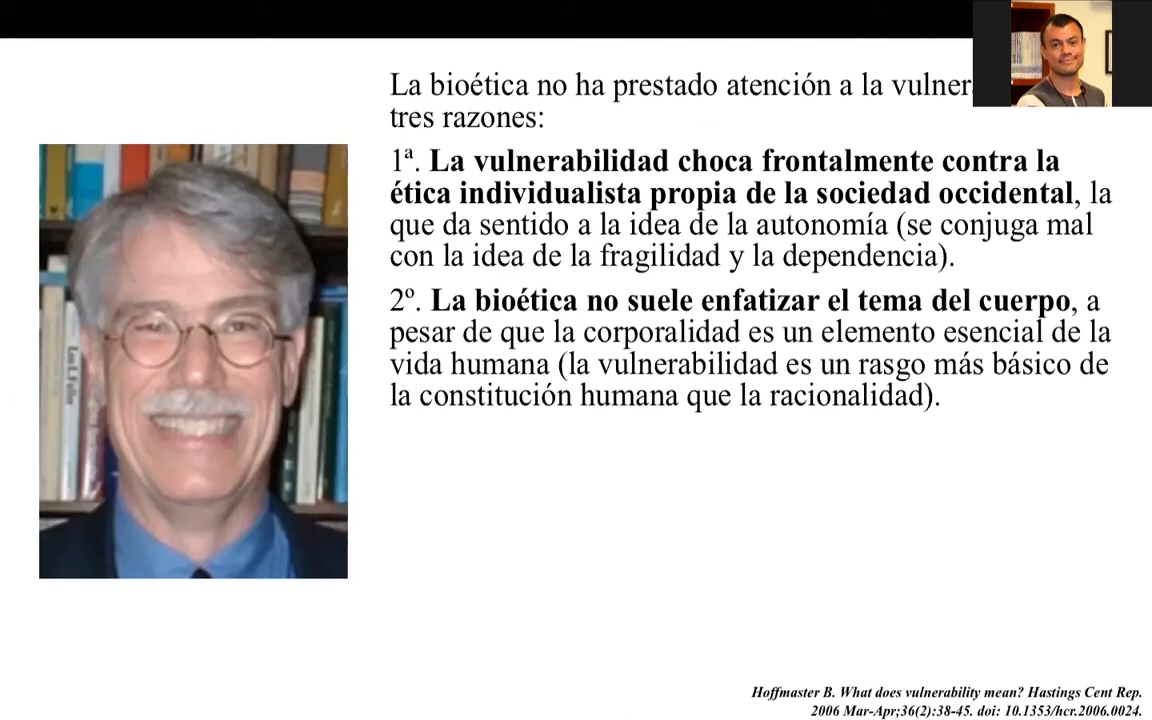 La bioética no ha prestado atención a la
tres razones:
1ª. La vulnerabilidad choca frontalmente contra la
ética individualista propia de la sociedad occidental, la
que da sentido a la idea de la autonomía (se conjuga mal
con la idea de la fragilidad y la dependencia).
2º. La bioética no suele enfatizar el tema del cuerpo, a
pesar de que la corporalidad es un elemento esencial de la
vida humana (la vulnerabilidad es un rasgo más básico de
la constitución humana que la racionalidad).
Hoffmaster B. What does vulnerability mean? Hastings Cent Rep.
2006 Mar-Apr;36(2):38-45. doi: 10.1353/hcr.2006.0024.